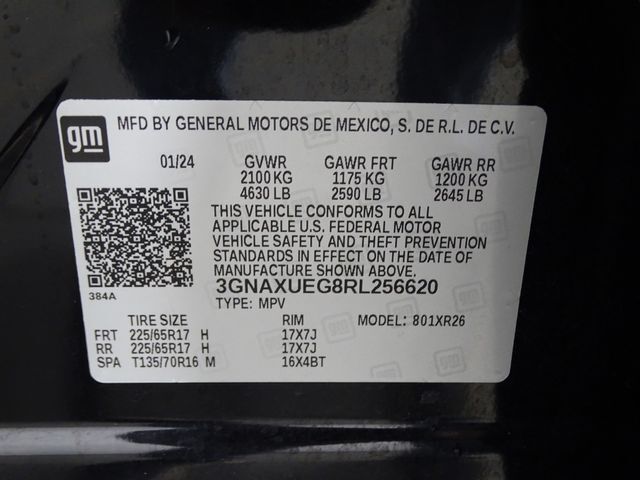 gm MFD BY GENERAL MOTORS DE MEXICO, S. DE R.L. DE C.V.
01/24 GVWR GAWR FRT GAWR RR
2100 KG 1175 KG 1200 KG
4630 LB 2590 LB 2645 LB
THIS VEHICLE CONFORMS TO ALL
APPLICABLE U.S. FEDERAL MOTOR
VEHICLE SAFETY AND THEFT PREVENTION
STANDARDS IN EFFECT ON THE DATE OF
MANUFACTURE SHOWN ABOVE.
384A 3GNAXUEG8RL256620
TYPE: MPV
TIRE SIZE RIM MODEL: 801XR26
FRT 225/65R17 H 17X7J
RR 225/65R17 H 17X7J
SPA T135/70R16 M 16X4BT